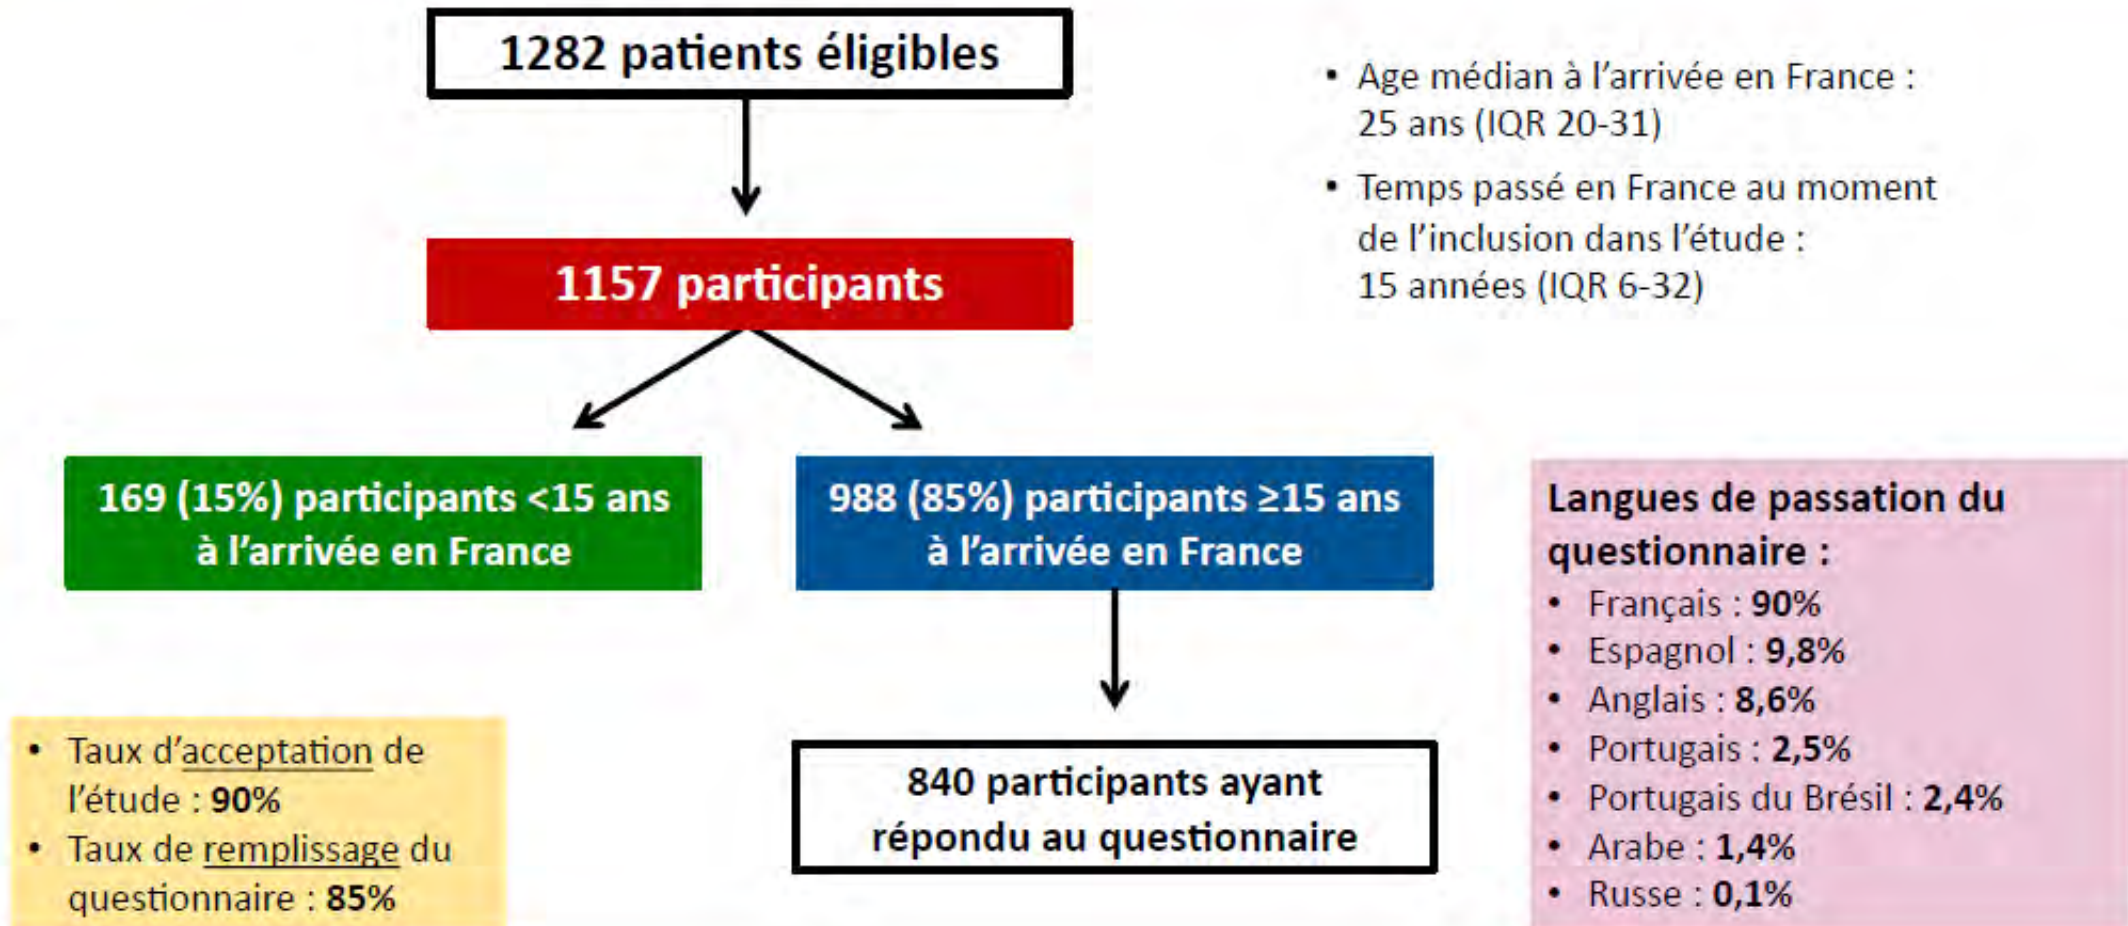 1282 patients éligibles
• Age médian à l'arrivée en France :
25 ans (IQR 20-31)
• Temps passé en France au moment
de l'inclusion dans l'étude :
15 années (IQR 6-32)
1157 participants
169 (15%) participants <15 ans
à l'arrivée en France
988 (85%) participants ≥15 ans
à l'arrivée en France
Langues de passation du
questionnaire :
• Français : 90%
• Espagnol : 9,8%
• Anglais : 8,6%
• Portugais : 2,5%
• Portugais du Brésil : 2,4%
• Arabe : 1,4%
• Russe : 0,1%
• Taux d'acceptation de
l'étude : 90%
• Taux de remplissage du
questionnaire : 85%
840 participants ayant
répondu au questionnaire